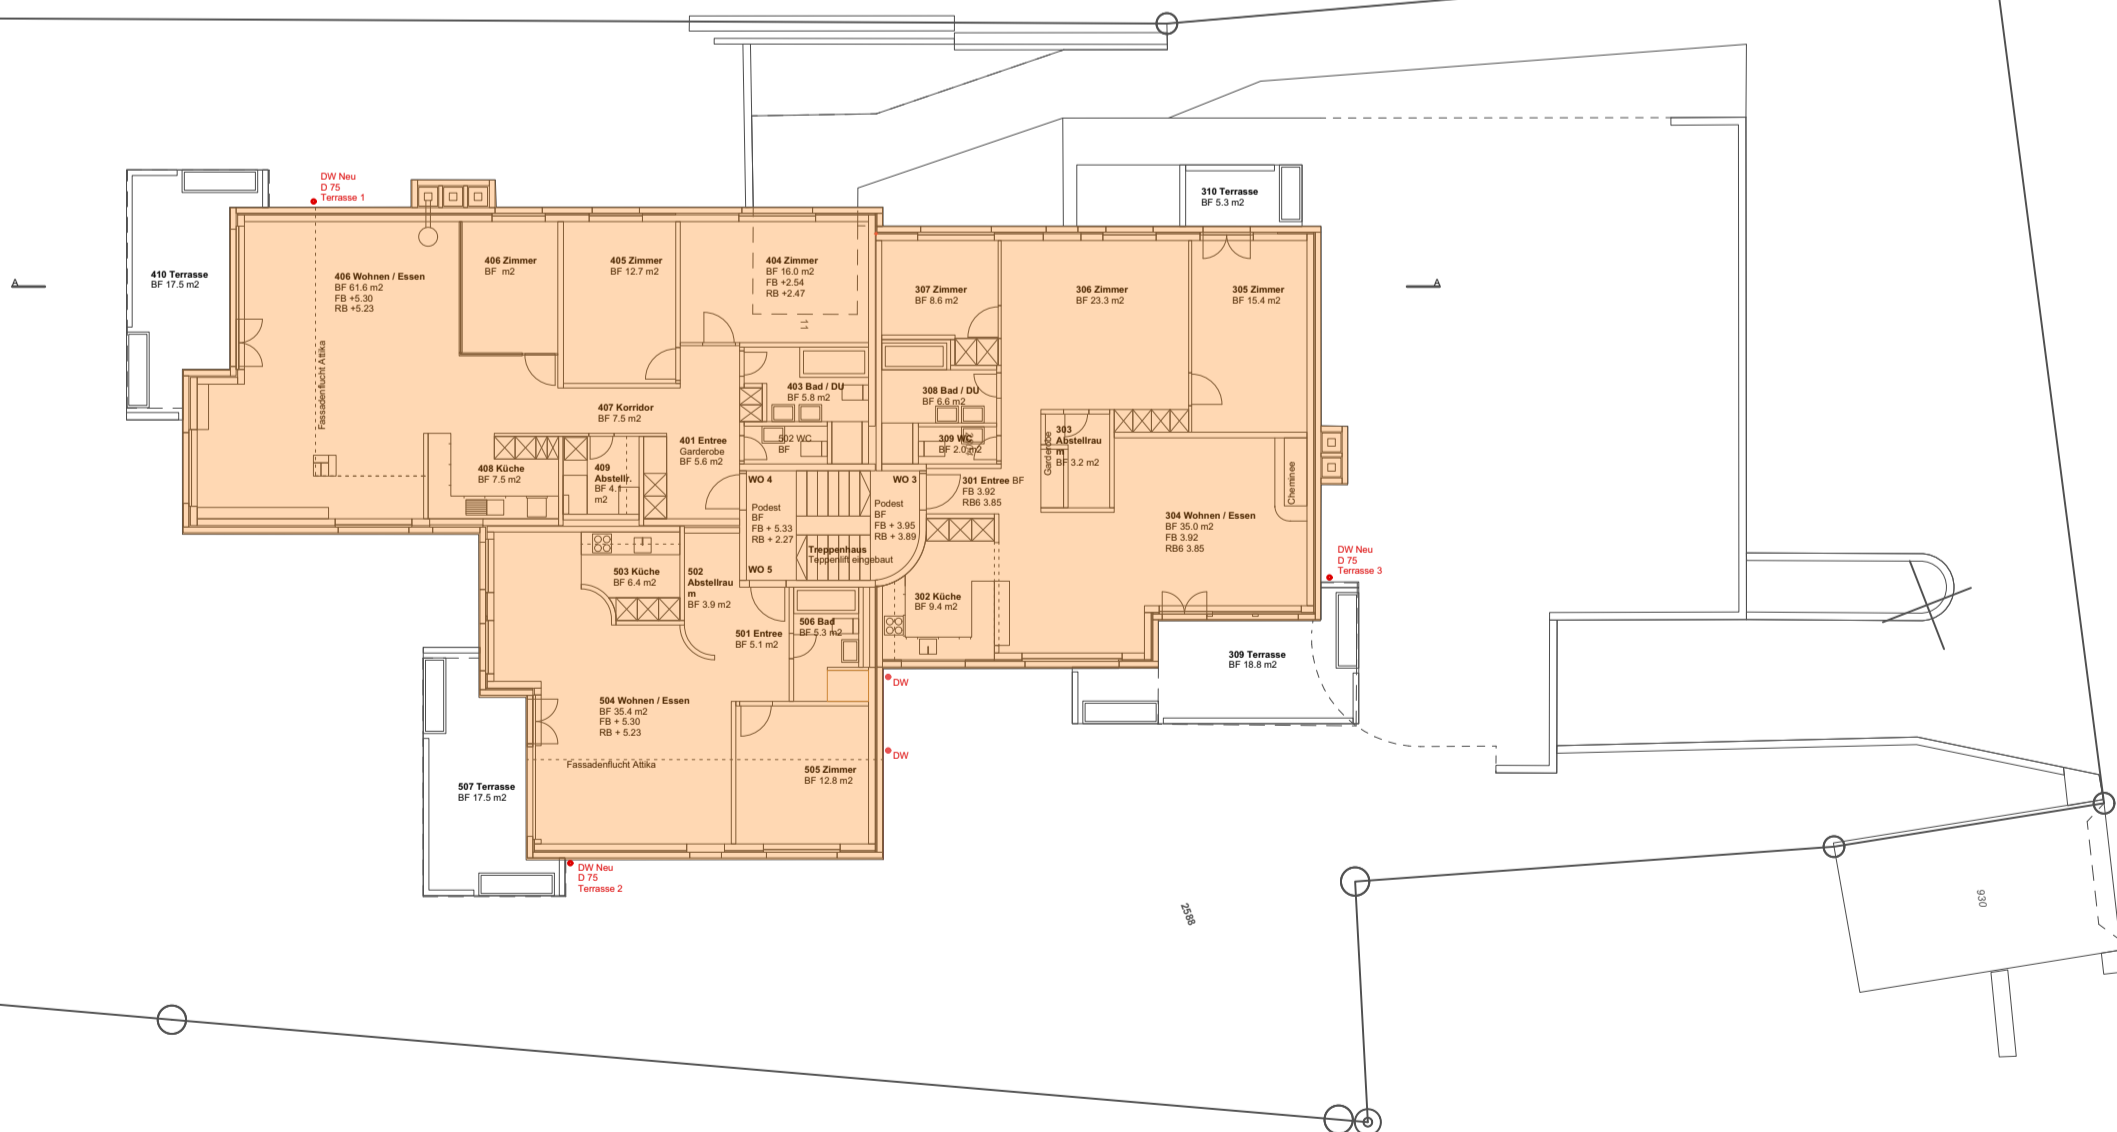 DW Neu
D 75
Terrasse 1
310 Terrasse
BF 5.3 m2
410 Terrasse
BF 17.5 m2
A
406 Wohnen / Essen
BF 61.6 m2
FB +5.30
RB +5.23
406 Zimmer
BF m2
405 Zimmer
BF 12.7 m2
404 Zimmer
BF 16.0 m2
FB +2.54
RB +2.47
307 Zimmer
BF 8.6 m2
306 Zimmer
BF 23.3 m2
305 Zimmer
BF 15.4 m2
A
Fassadenflucht Attika
403 Bad / DU
BF 5.8 m2
308 Bad / DU
BF 6.6 m2
407 Korridor
BF 7.5 m2
401 Entree
Garderobe
BF 5.6 m2
502 WC
BF
309 WC
BF 2.0 m2
Garderobe
303
Abstellrau
m
BF 3.2 m2
408 Küche
BF 7.5 m2
409
Abstellr.
BF 4.1
m2
WO 4
WO 3
Podest
BF
FB + 5.33
RB + 2.27
Podest
BF
FB + 3.95
RB + 3.89
301 Entree BF
FB 3.92
RB6 3.85
Cheminee
304 Wohnen / Essen
BF 35.0 m2
FB 3.92
RB6 3.85
Treppenhaus
Teppenlift eingebaut
WO 5
DW Neu
D 75
Terrasse 3
503 Küche
BF 6.4 m2
502
Abstellrau
m
BF 3.9 m2
302 Küche
BF 9.4 m2
501 Entree
BF 5.1 m2
506 Bad
BF 5.3 m2
309 Terrasse
BF 18.8 m2
DW
504 Wohnen / Essen
BF 35.4 m2
FB + 5.30
RB + 5.23
DW
Fassadenflucht Attika
505 Zimmer
BF 12.8 m2
507 Terrasse
BF 17.5 m2
DW Neu
D 75
Terrasse 2
2588
930